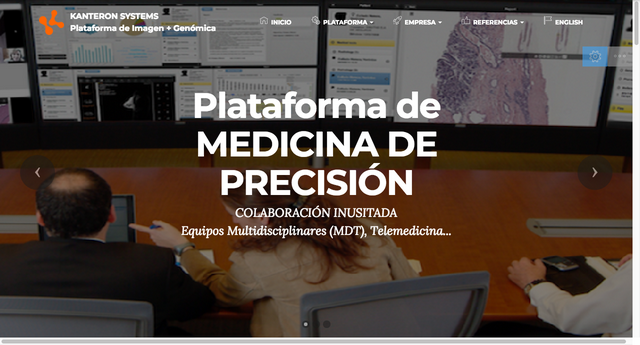 KANTERON SYSTEMS
Plataforma de Imagen + Genómica
INICIO PLATAFORMA EMPRESA REFERENCIAS ENGLISH
Plataforma de
MEDICINA DE
PRECISIÓN
COLABORACIÓN INUSITADA
Equipos Multidisciplinares (MDT), Telemedicina...